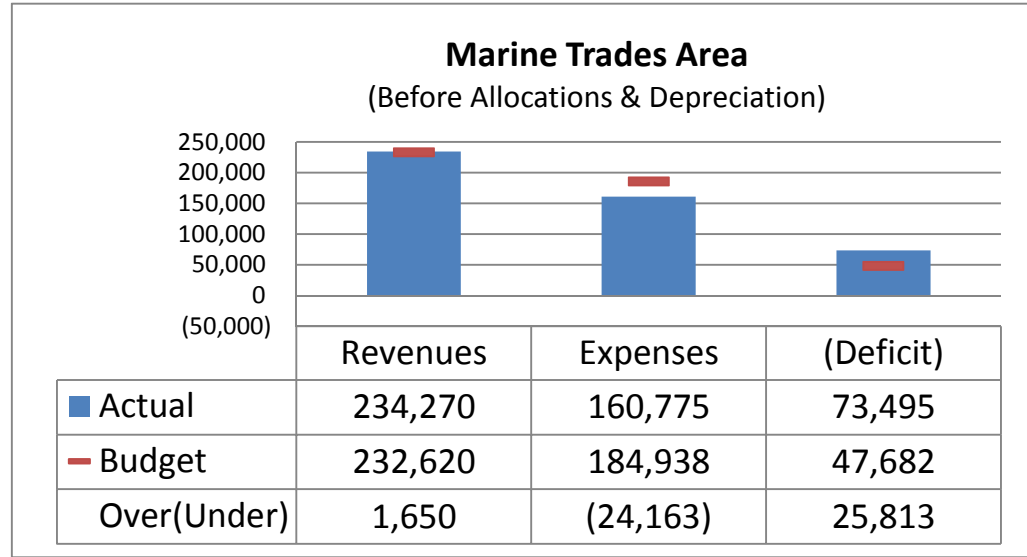 Marine Trades Area
(Before Allocations & Depreciation)
250,000
200,000
150,000
100,000
50,000
0
(50,000)
Revenues Expenses (Deficit)
Actual 234,270 160,775 73,495
Budget 232,620 184,938 47,682
Over(Under) 1,650 (24,163) 25,813